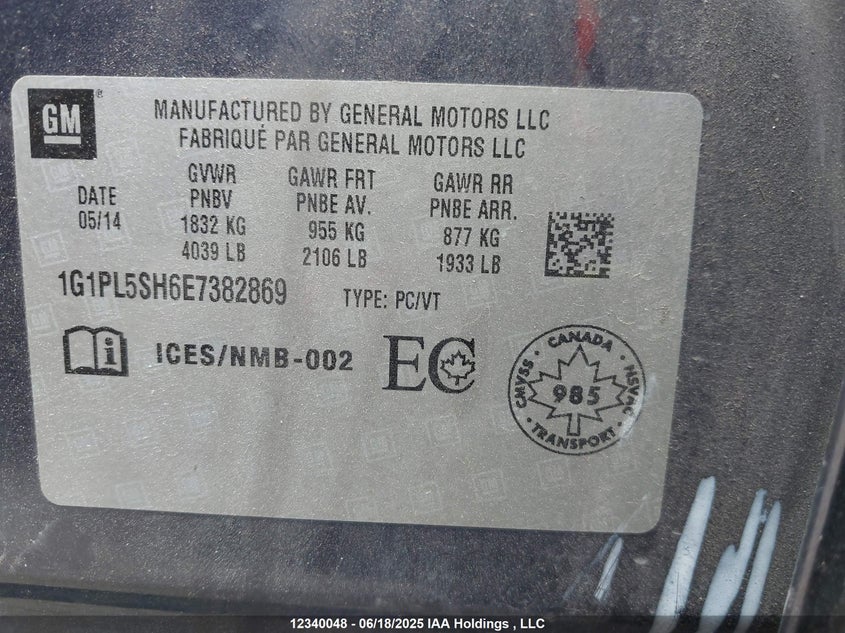 GM ®
MANUFACTURED BY GENERAL MOTORS LLC
FABRIQUÉ PAR GENERAL MOTORS LLC
DATE
05/14
GVWR
PNBV
1832 KG
4039 LB
GAWR FRT
PNBE AV.
955 KG
2106 LB
GAWR RR
PNBE ARR.
877 KG
1933 LB
1G1PL5SH6E7382869 TYPE: PC/VT
i ICES/NMB-002 EC
CANADA
CMVSS · NSVAC
985
TRANSPORT
12340048 - 06/18/2025 IAA Holdings , LLC